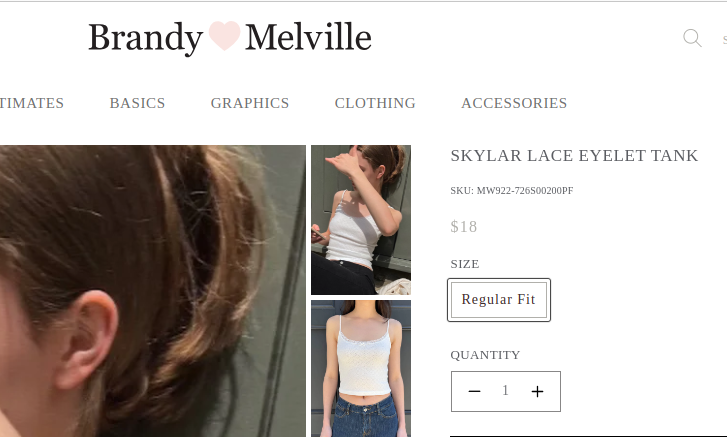 Brandy Melville
BASICS GRAPHICS CLOTHING ACCESSORIES
SKYLAR LACE EYELET TANK
SKU: MW922-726S00200PF
$18
SIZE
Regular Fit
QUANTITY
− 1 +